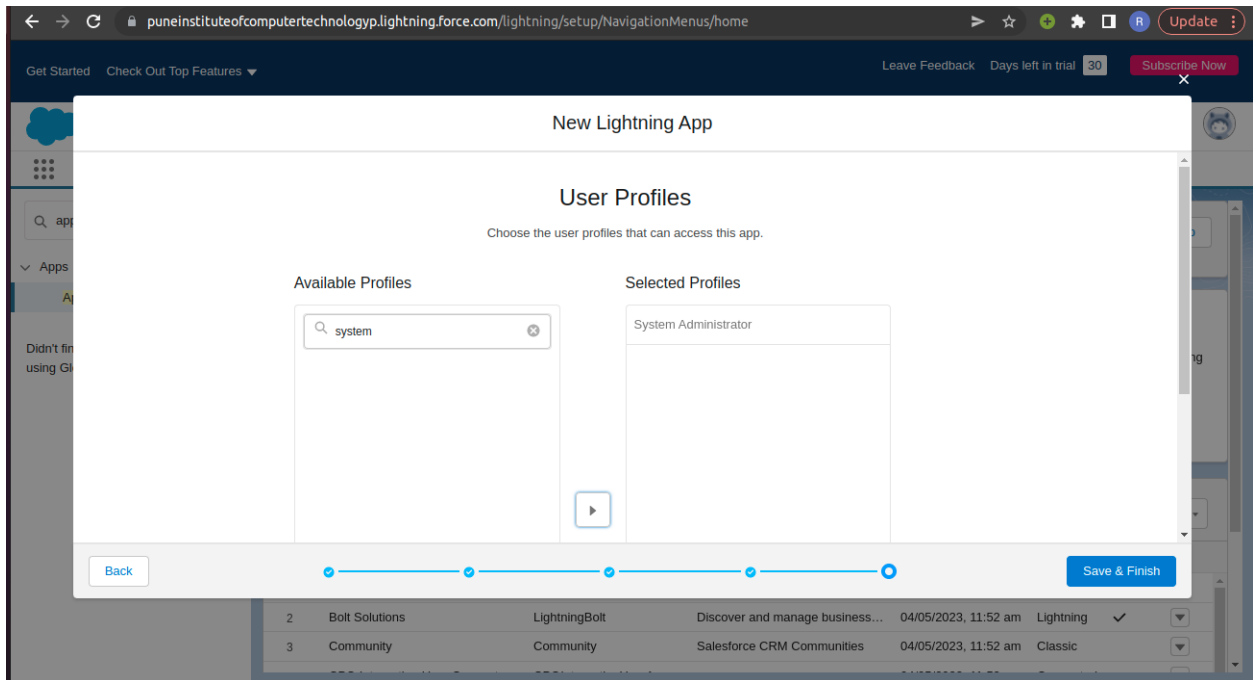 puneinstituteofcomputertechnologyp.lightning.force.com/lightning/setup/NavigationMenus/home
R
Update
Get Started Check Out Top Features
Leave Feedback Days left in trial 30 Subscribe Now
New Lightning App
User Profiles
Choose the user profiles that can access this app.
Available Profiles
Selected Profiles
system
System Administrator
Apps
Didn't
using
Back
Save & Finish
2 Bolt Solutions LightningBolt Discover and manage business... 04/05/2023, 11:52 am Lightning
3 Community Community Salesforce CRM Communities 04/05/2023, 11:52 am Classic